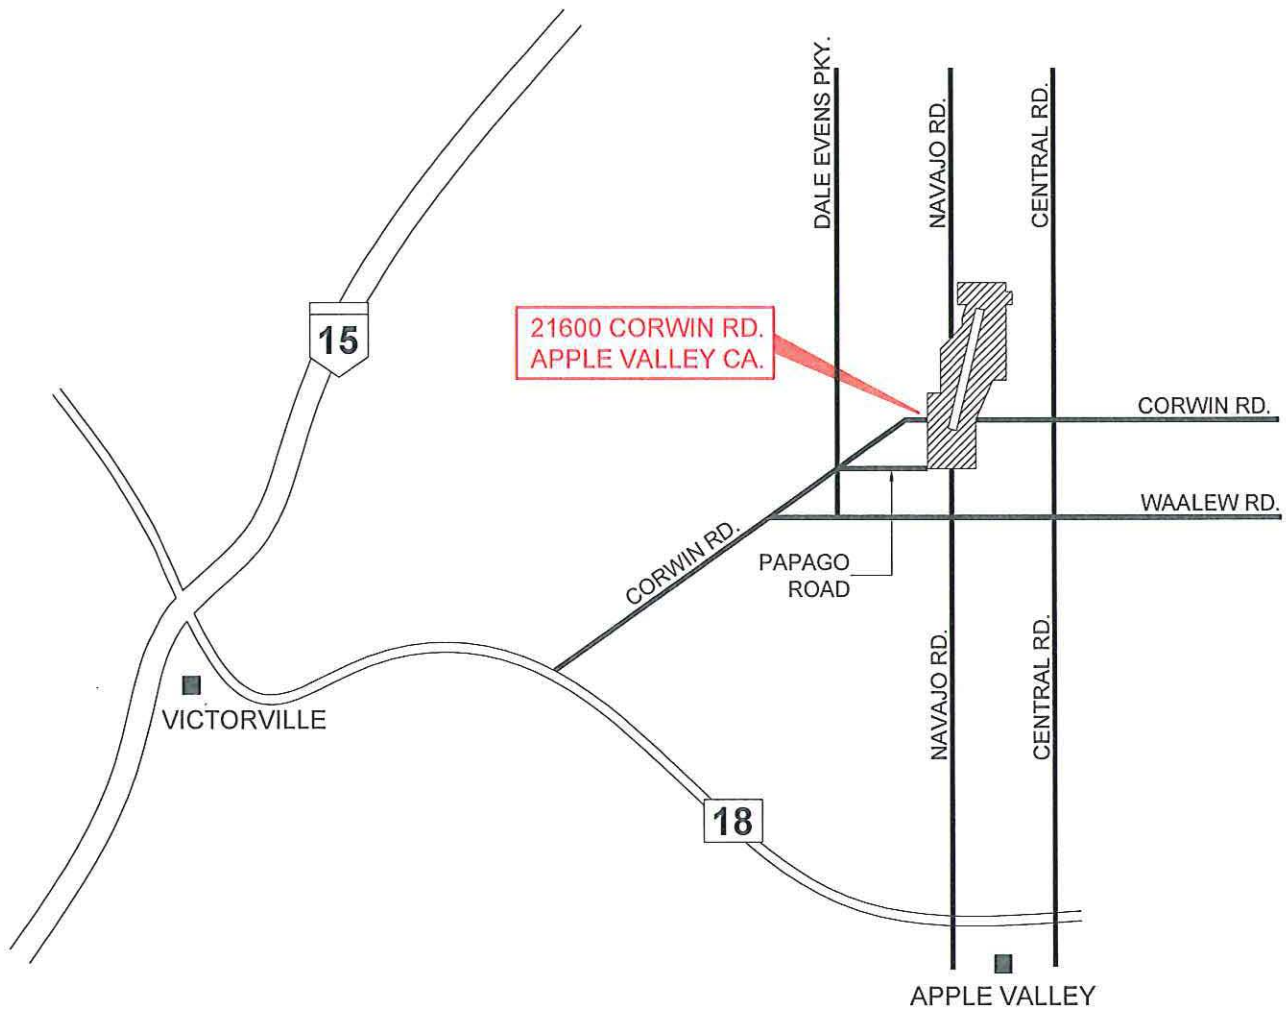 DALE EVENS PKY.
NAVAJO RD.
CENTRAL RD.
15
21600 CORWIN RD.
APPLE VALLEY CA.
CORWIN RD.
WAALEW RD.
CORWIN RD.
PAPAGO
ROAD
NAVAJO RD.
CENTRAL RD.
VICTORVILLE
18
APPLE VALLEY